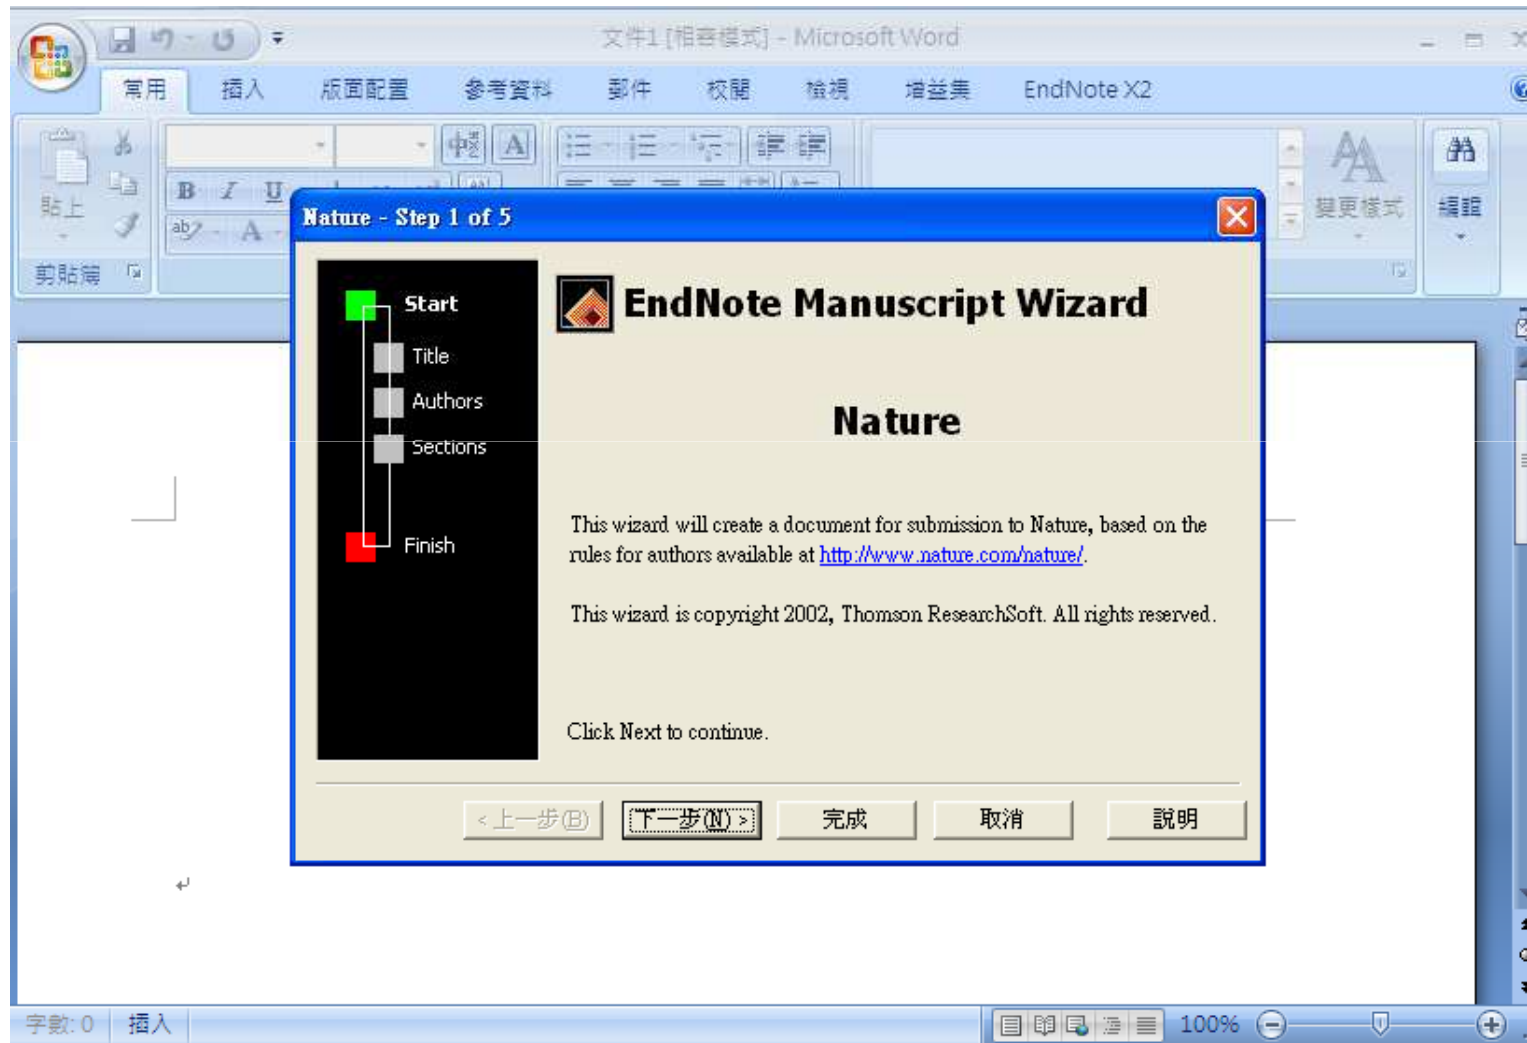 文件1 [相容模式] - Microsoft Word
常用 插入 版面配置 參考資料 郵件 校閱 檢視 增益集 EndNote X2
中 A
貼上 B I U 變更樣式 編輯
ab A
剪貼簿
Nature - Step 1 of 5
Start
Title
Authors
Sections
Finish
EndNote Manuscript Wizard
Nature
This wizard will create a document for submission to Nature, based on the
rules for authors available at http://www.nature.com/nature/.
This wizard is copyright 2002, Thomson ResearchSoft. All rights reserved.
Click Next to continue.
<上一步(B) 下一步(N) > 完成 取消 說明
字數: 0 插入 100%